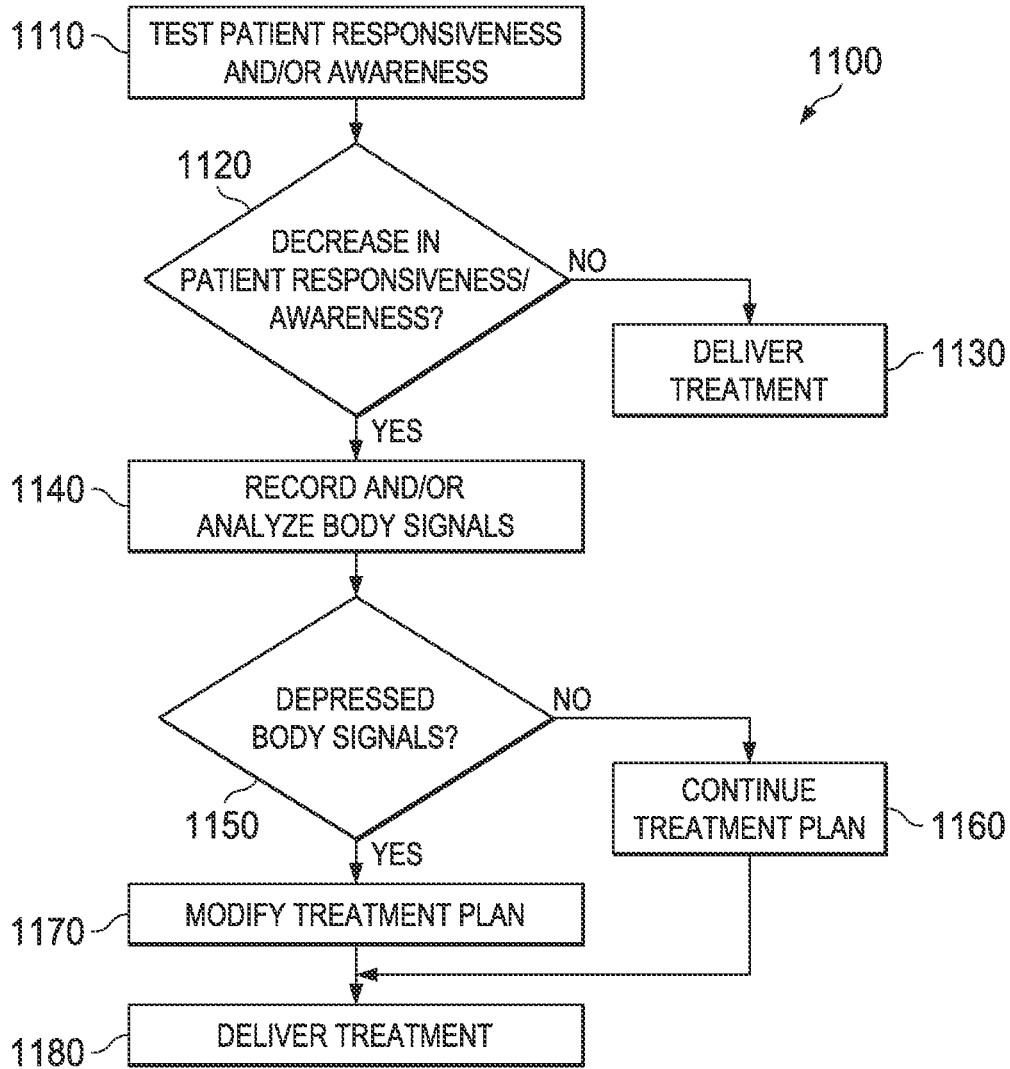 1110
TEST PATIENT RESPONSIVENESS
AND/OR AWARENESS
1100
1120
DECREASE IN
PATIENT RESPONSIVENESS/
AWARENESS?
NO
DELIVER
TREATMENT
1130
YES
1140
RECORD AND/OR
ANALYZE BODY SIGNALS
DEPRESSED
BODY SIGNALS?
NO
1150
CONTINUE
TREATMENT PLAN
1160
YES
1170
MODIFY TREATMENT PLAN
1180
DELIVER TREATMENT